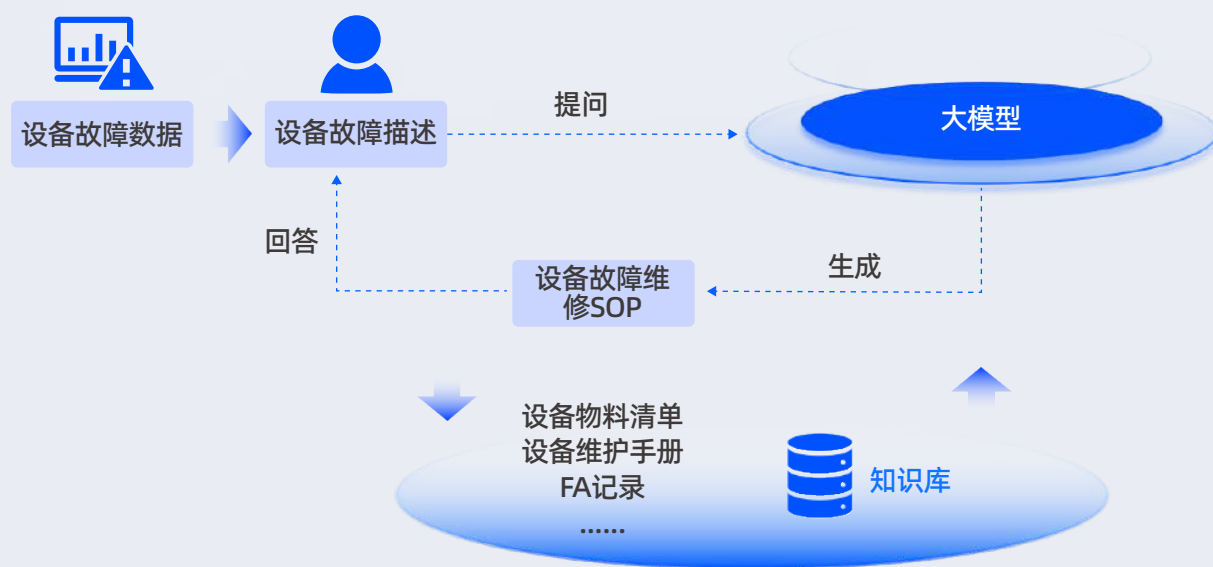 设备故障数据
设备故障描述
提问
大模型
回答
设备故障维
修SOP
生成
设备物料清单
设备维护手册
FA记录
......
知识库